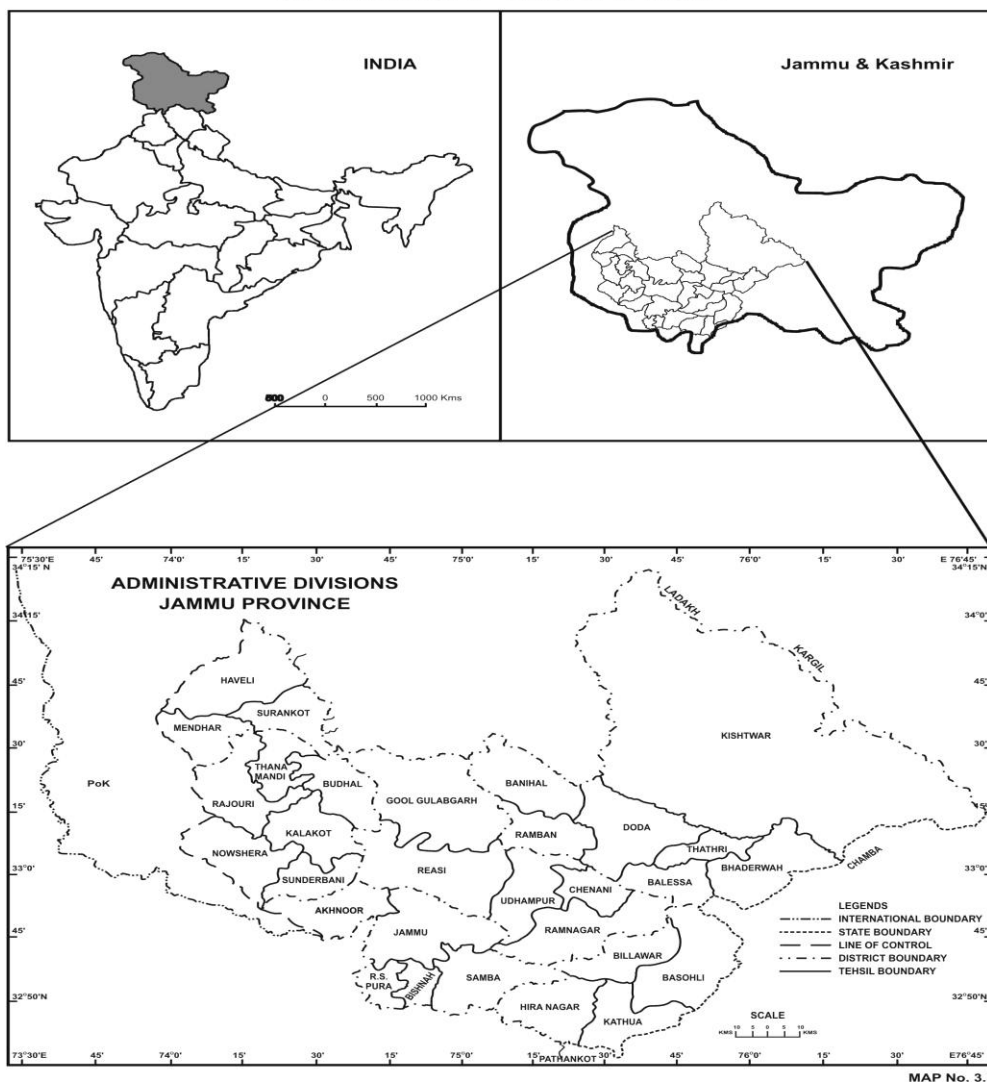 INDIA
600 0 500 1000 Kms
Jammu & Kashmir
75°30'E 45' 74°0' 15' 30' 45' 75°0' 15' 30' 45' 76°0' 15' 30' E 76°45'
34°15'N 34°15'N
ADMINISTRATIVE DIVISIONS
JAMMU PROVINCE
34°15' 34°0'
LADAKH
KARGIL
HAVELI
45' 45'
SURANKOT
MENDHAR
KISHTWAR
30' 30'
THANA
MANDI
PoK
BUDHAL
BANIHAL
GOOL GULABGARH
RAJOURI
15' 15'
KALAKOT
RAMBAN
DODA
THATHRI
NOWSHERA
CHAMBA
33°0' 33°0'
SUNDERBANI
REASI
BHADERWAH
CHENANI
BALESSA
UDHAMPUR
AKHNOOR
JAMMU
RAMNAGAR
45' 45'
BILLAWAR
R.S.
PURA
BISHNAH
SAMBA
BASOHLI
32°50' 32°50'N
HIRA NAGAR
KATHUA
PATHANKOT
LEGENDS
INTERNATIONAL BOUNDARY
STATE BOUNDARY
LINE OF CONTROL
DISTRICT BOUNDARY
TEHSIL BOUNDARY
SCALE
KMS 10 5 0 5 10 KMS
73°30'E 45' 74°0' 15' 30' 75°0' 15' 30' 45' 76°0' 15' 30' E76°45'
MAP No. 3.